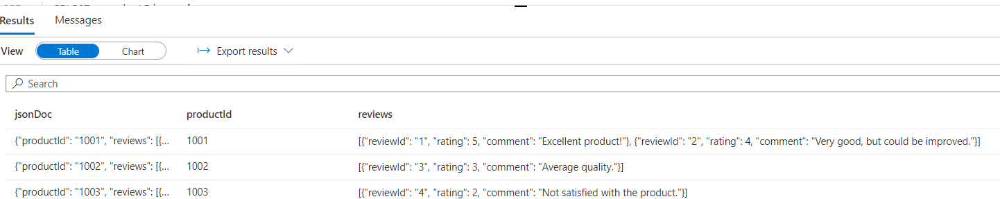 Results Messages
View Table Chart Export results
Search
jsonDoc productId reviews
{"productId": "1001", "reviews": [{... 1001 [{"reviewId": "1", "rating": 5, "comment": "Excellent product!"}, {"reviewId": "2", "rating": 4, "comment": "Very good, but could be improved."}]
{"productId": "1002", "reviews": [{... 1002 [{"reviewId": "3", "rating": 3, "comment": "Average quality."}]
{"productId": "1003", "reviews": [{... 1003 [{"reviewId": "4", "rating": 2, "comment": "Not satisfied with the product."}]